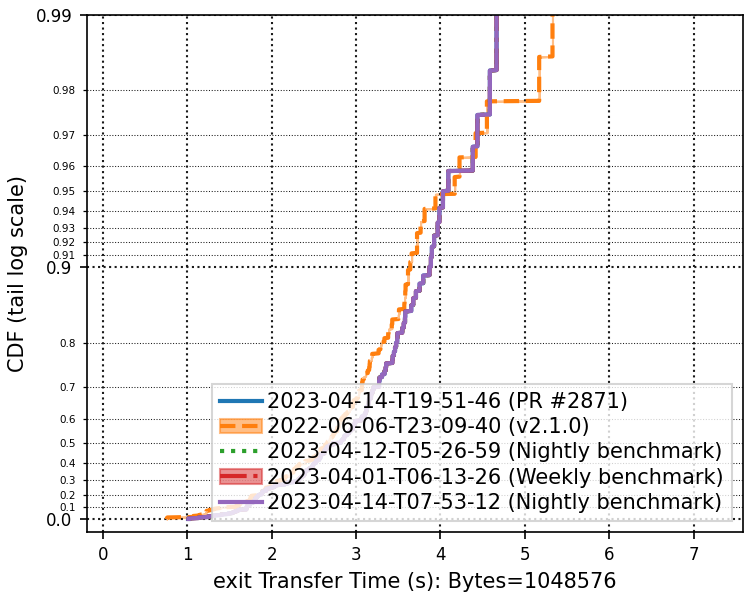 0.99
0.98
0.97
0.96
0.95
0.94
0.93
0.92
0.91
0.9
0.8
0.7
0.6
0.5
0.4
0.3
0.2
0.1
0.0
CDF (tail log scale)
2023-04-14-T19-51-46 (PR #2871)
2022-06-06-T23-09-40 (v2.1.0)
2023-04-12-T05-26-59 (Nightly benchmark)
2023-04-01-T06-13-26 (Weekly benchmark)
2023-04-14-T07-53-12 (Nightly benchmark)
0 1 2 3 4 5 6 7
exit Transfer Time (s): Bytes=1048576